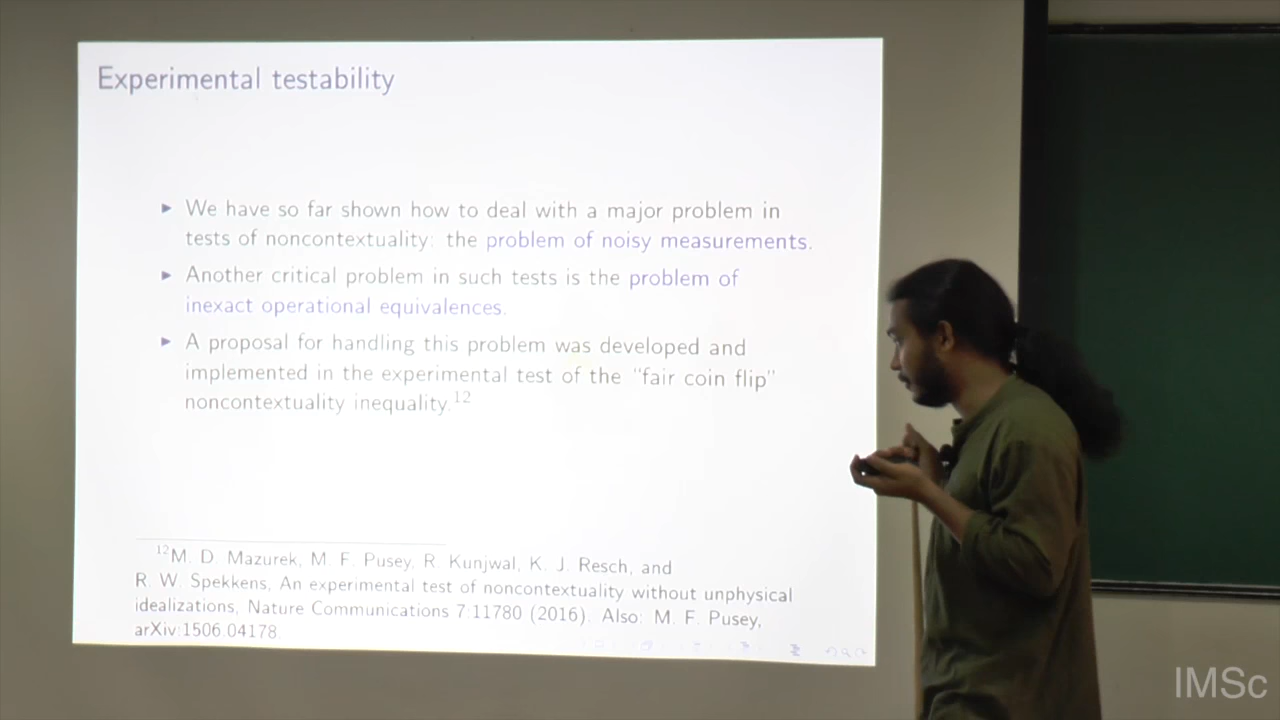 Experimental testability
We have so far shown how to deal with a major problem in
tests of noncontextuality: the problem of noisy measurements.
Another critical problem in such tests is the problem of
inexact operational equivalences.
A proposal for handling this problem was developed and
implemented in the experimental test of the "fair coin flip"
noncontextuality inequality.12
12M. D. Mazurek, M. F. Pusey, R. Kunjwal, K. J. Resch, and
R. W. Spekkens, An experimental test of noncontextuality without unphysical
idealizations, Nature Communications 7:11780 (2016). Also: M. F. Pusey,
arXiv:1506.04178.
IMSc